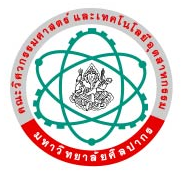 คณะวิศวกรรมศาสตร์ และเทคโนโลยีอุตสาหกรรม
มหาวิทยาลัยศิลปากร